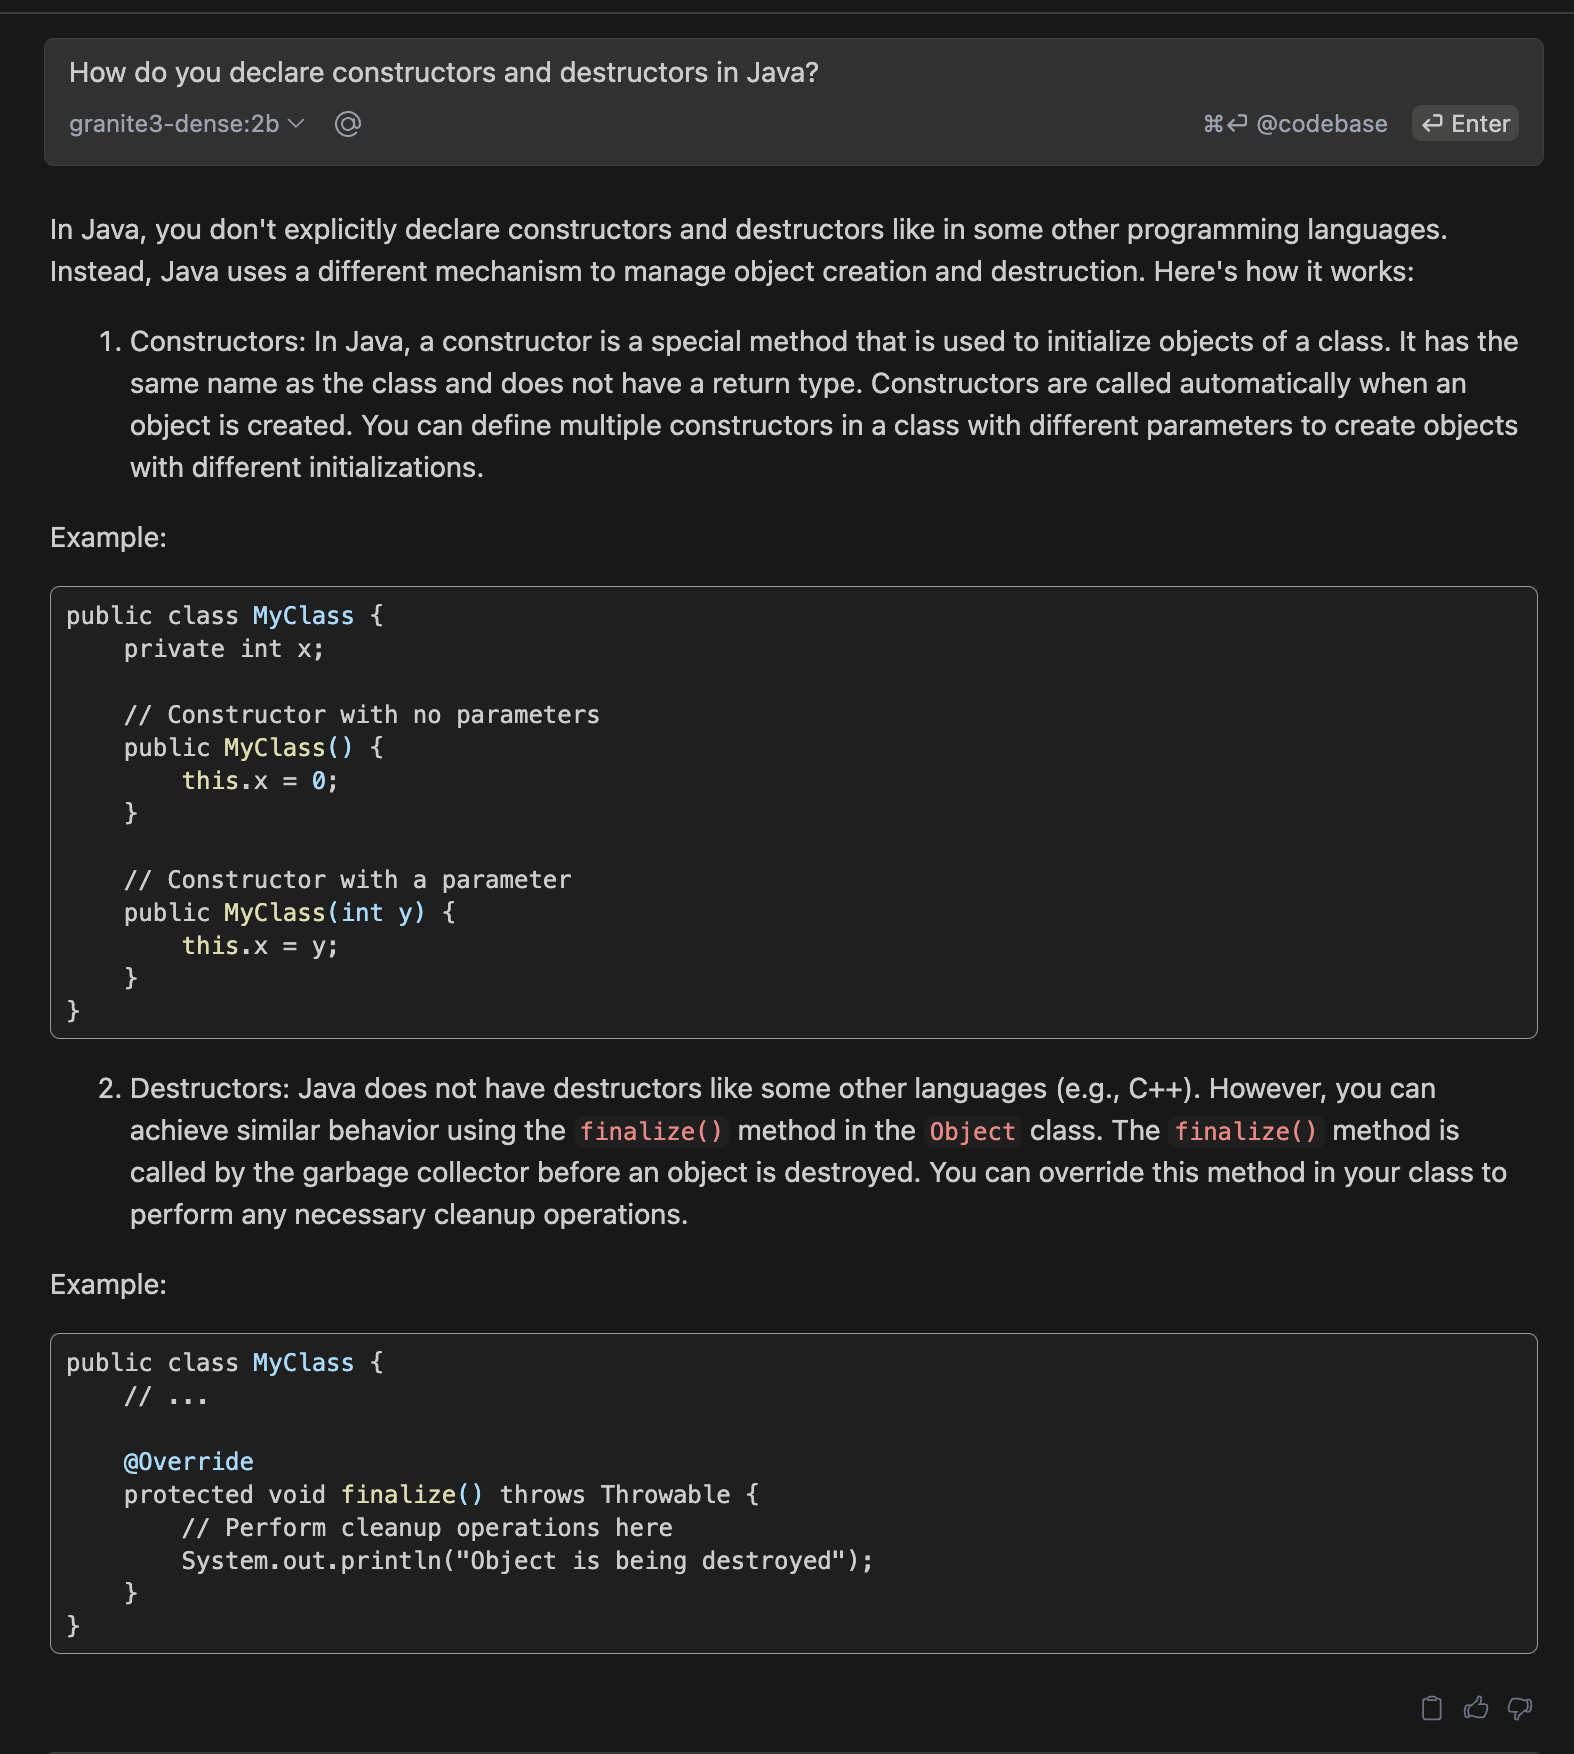 How do you declare constructors and destructors in Java?
granite3-dense:2b @ ⌘⏎ @codebase ⏎ Enter
In Java, you don't explicitly declare constructors and destructors like in some other programming languages.
Instead, Java uses a different mechanism to manage object creation and destruction. Here's how it works:
1. Constructors: In Java, a constructor is a special method that is used to initialize objects of a class. It has the
same name as the class and does not have a return type. Constructors are called automatically when an
object is created. You can define multiple constructors in a class with different parameters to create objects
with different initializations.
Example:
public class MyClass {
    private int x;
    // Constructor with no parameters
    public MyClass() {
        this.x = 0;
    }
    // Constructor with a parameter
    public MyClass(int y) {
        this.x = y;
    }
}
2. Destructors: Java does not have destructors like some other languages (e.g., C++). However, you can
achieve similar behavior using the finalize() method in the Object class. The finalize() method is
called by the garbage collector before an object is destroyed. You can override this method in your class to
perform any necessary cleanup operations.
Example:
public class MyClass {
    // ...
    @Override
    protected void finalize() throws Throwable {
        // Perform cleanup operations here
        System.out.println("Object is being destroyed");
    }
}